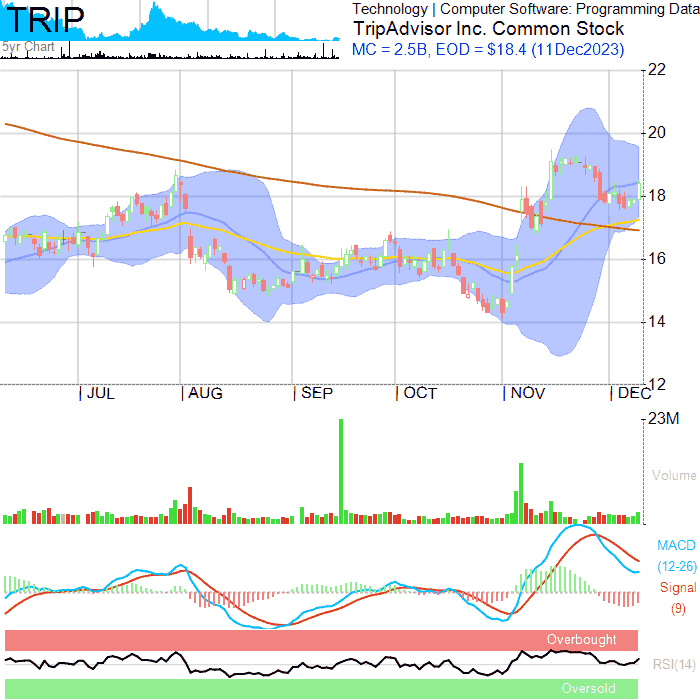 TRIP
5yr Chart
Technology | Computer Software: Programming Data
TripAdvisor Inc. Common Stock
MC = 2.5B, EOD = $18.4 (11Dec2023)
22
20
18
16
14
12
JUL AUG SEP OCT NOV DEC
23M
Volume
MACD
(12-26)
Signal
(9)
Overbought
RSI(14)
Oversold